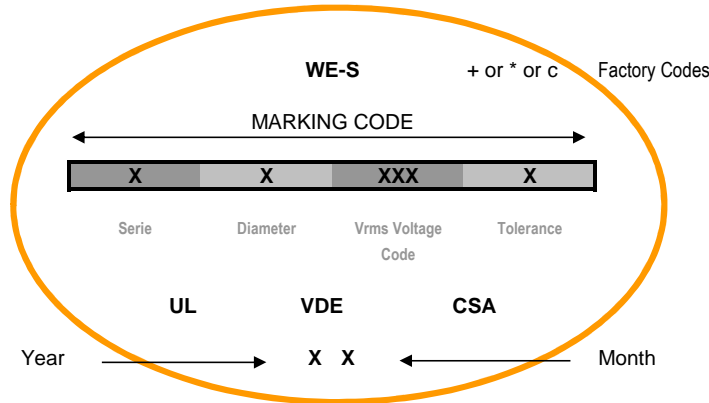 WE-S + or * or c Factory Codes
MARKING CODE
X X XXX X
Serie Diameter Vrms Voltage Tolerance
Code
UL VDE CSA
Year X X Month